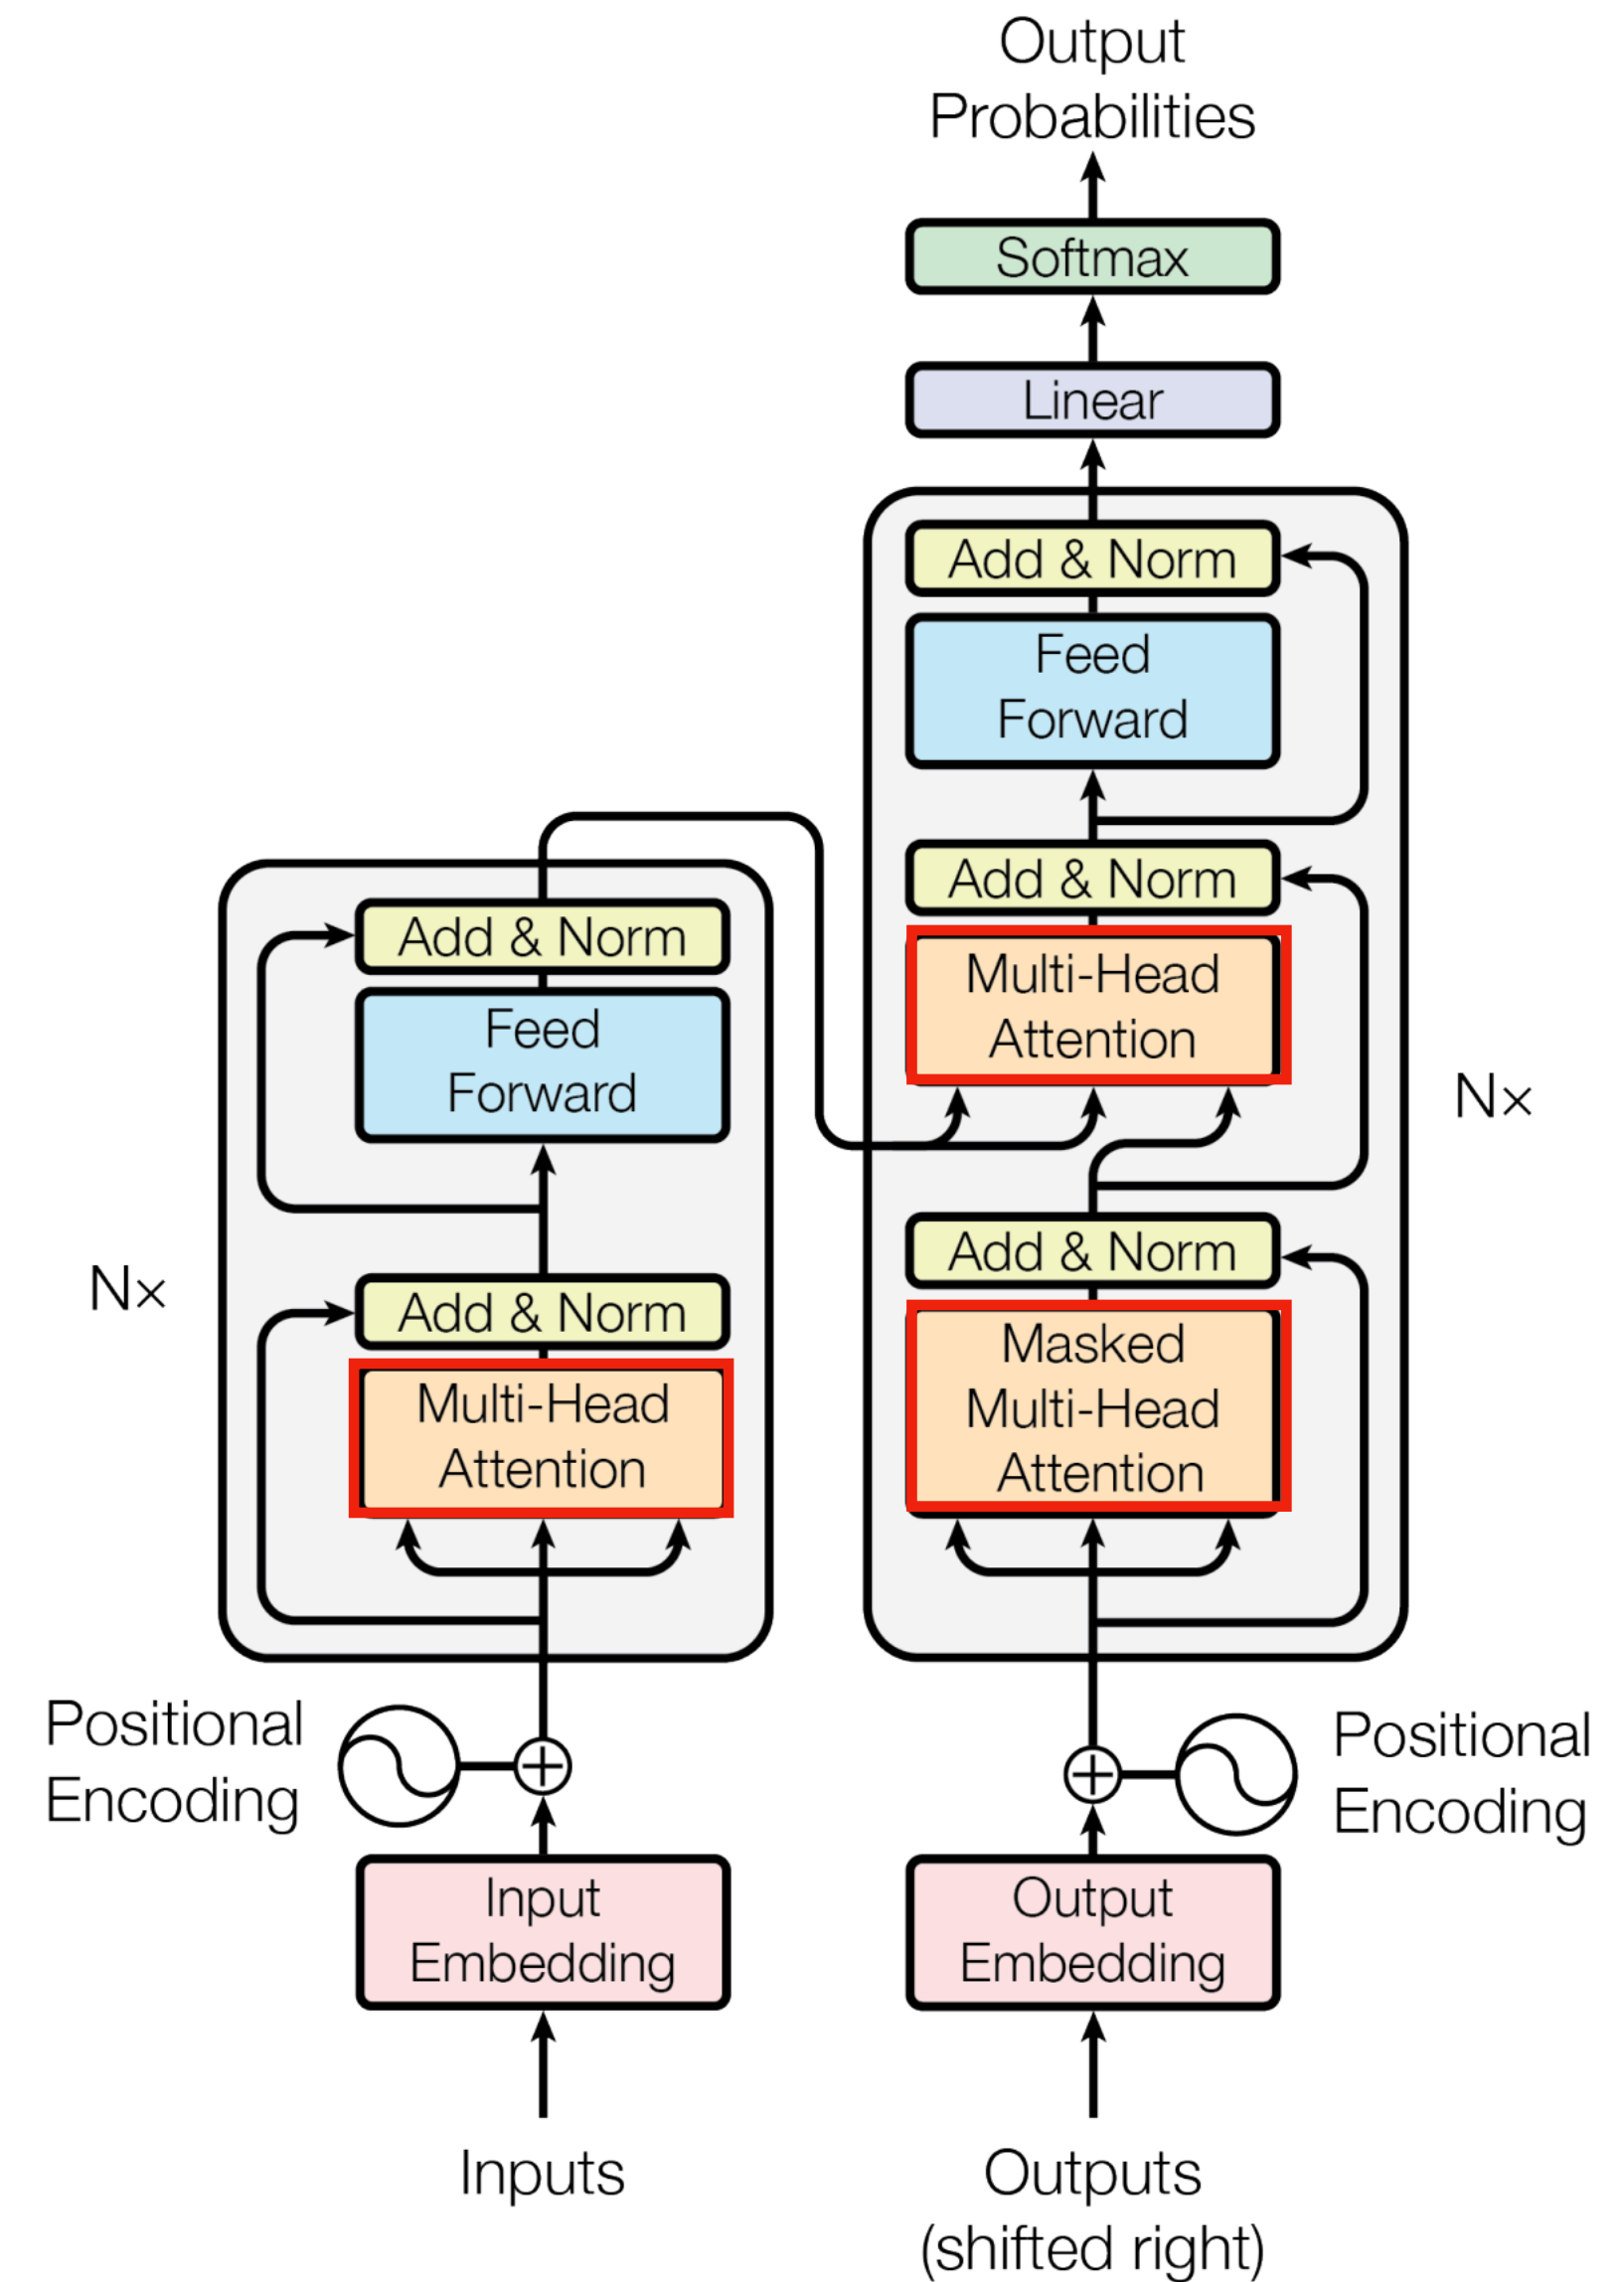 Output
Probabilities
Softmax
Linear
Add & Norm
Feed
Forward
Add & Norm
Multi-Head
Attention
N×
Add & Norm
Masked
Multi-Head
Attention
Add & Norm
Feed
Forward
N×
Add & Norm
Multi-Head
Attention
Positional
Encoding
Positional
Encoding
Input
Embedding
Output
Embedding
Inputs
Outputs
(shifted right)